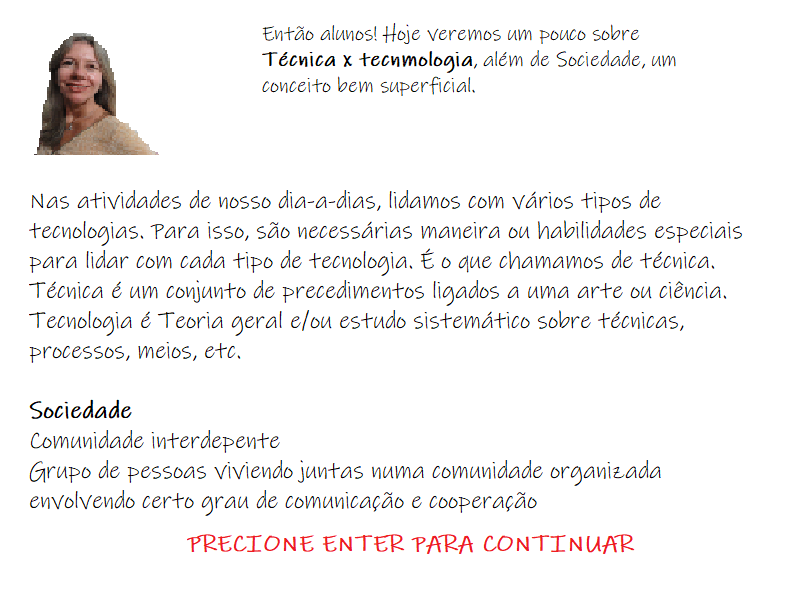 Então alunos! Hoje veremos um pouco sobre
Técnica x tecnmologia, além de Sociedade, um
conceito bem superficial.
Nas atividades de nosso dia-a-dias, lidamos com vários tipos de
tecnologias. Para isso, são necessárias maneira ou habilidades especiais
para lidar com cada tipo de tecnologia. É o que chamamos de técnica.
Técnica é um conjunto de precedimentos ligados a uma arte ou ciência.
Tecnologia é Teoria geral e/ou estudo sistemático sobre técnicas,
processos, meios, etc.
Sociedade
Comunidade interdepente
Grupo de pessoas vivendo juntas numa comunidade organizada
envolvendo certo grau de comunicação e cooperação
PRECIONE ENTER PARA CONTINUAR